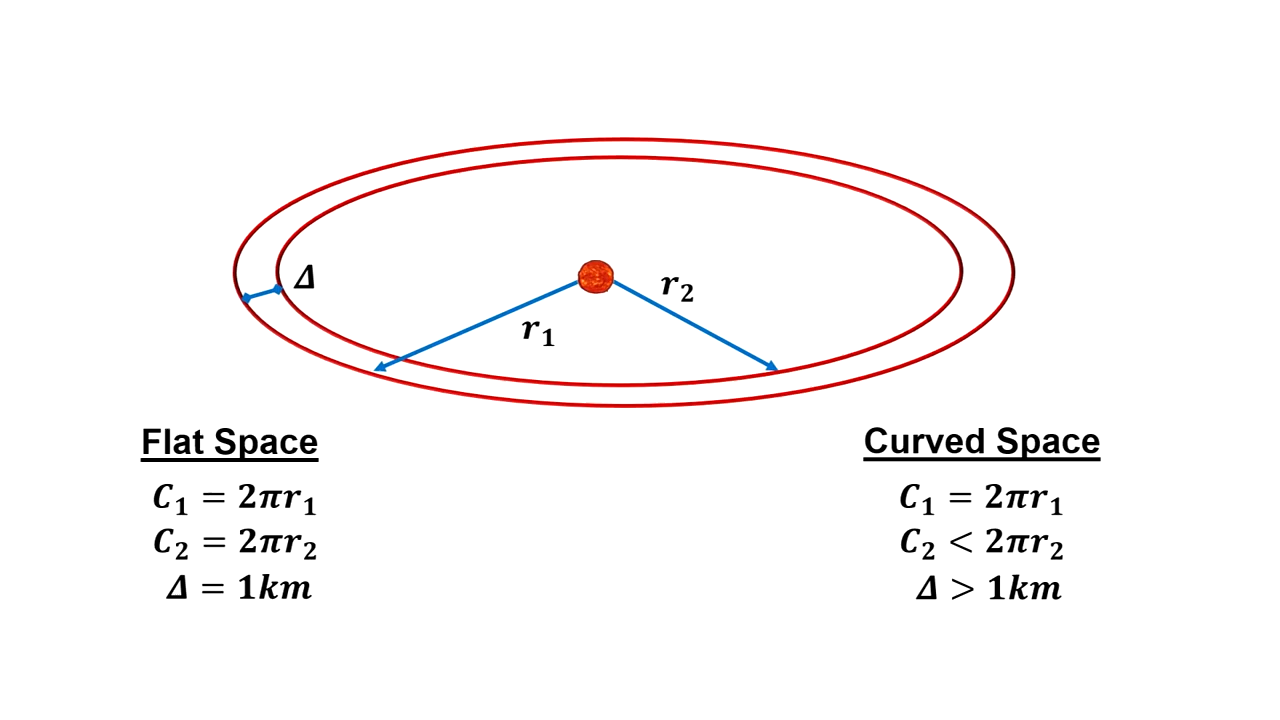 Δ
r₂
r₁
Flat Space
C₁ = 2πr₁
C₂ = 2πr₂
Δ = 1km
Curved Space
C₁ = 2πr₁
C₂ < 2πr₂
Δ > 1km